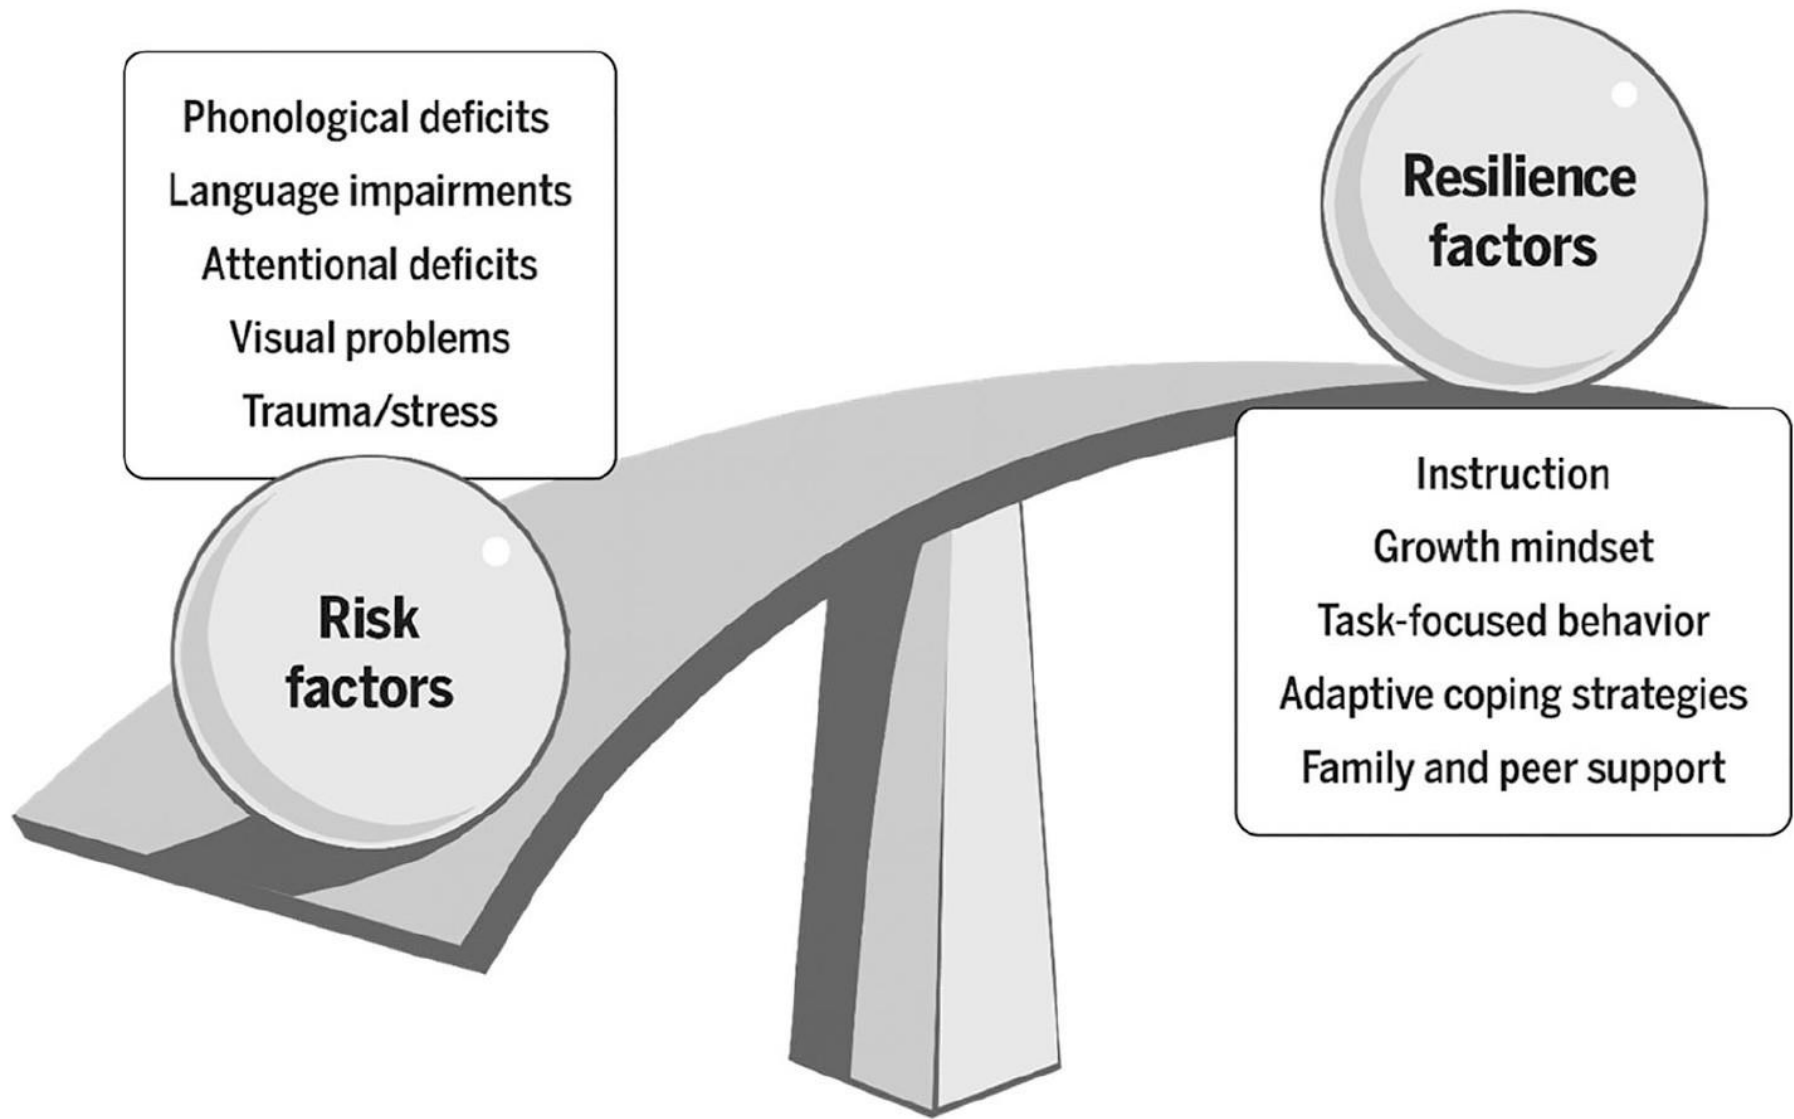 Phonological deficits
Language impairments
Attentional deficits
Visual problems
Trauma/stress
Risk
factors
Resilience
factors
Instruction
Growth mindset
Task-focused behavior
Adaptive coping strategies
Family and peer support